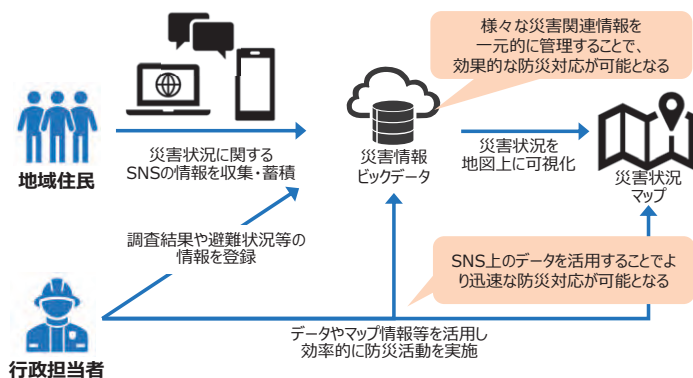 様々な災害関連情報を
一元的に管理することで、
効果的な防災対応が可能となる
地域住民
災害状況に関する
SNSの情報を収集・蓄積
災害情報
ビックデータ
災害状況を
地図上に可視化
災害状況
マップ
調査結果や避難状況等の
情報を登録
SNS上のデータを活用することでよ
り迅速な防災対応が可能となる
行政担当者
データやマップ情報等を活用し
効率的に防災活動を実施